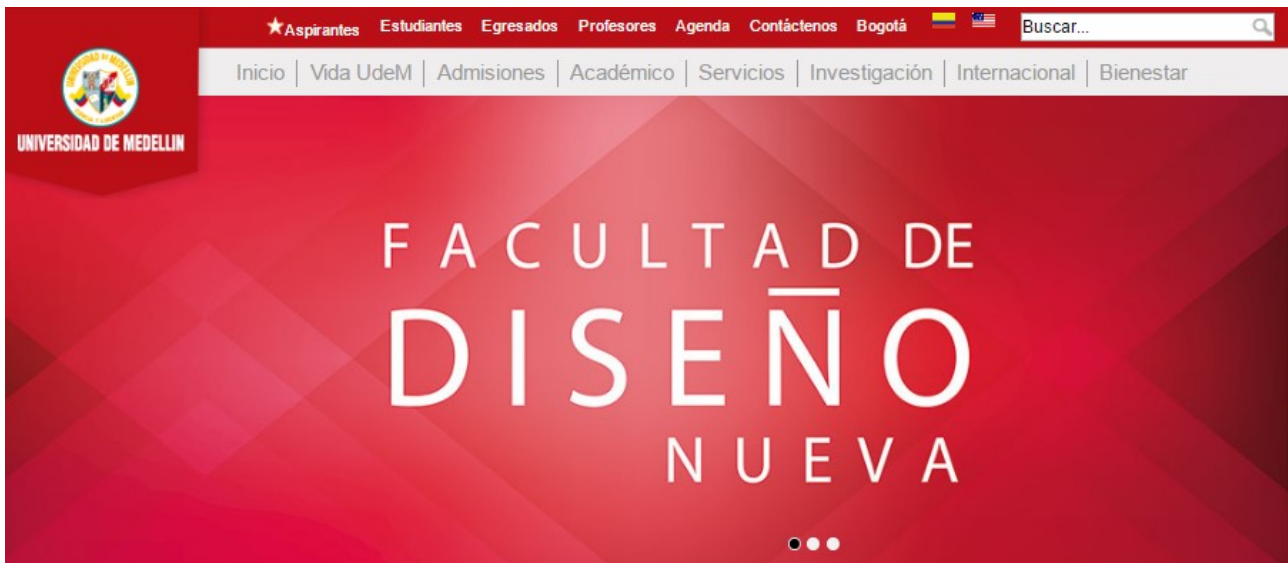 ★Aspirantes Estudiantes Egresados Profesores Agenda Contáctenos Bogotá Buscar...
Inicio | Vida UdeM | Admisiones | Académico | Servicios | Investigación | Internacional | Bienestar
UNIVERSIDAD DE MEDELLIN
FACULTAD DE
DISEÑO
NUEVA